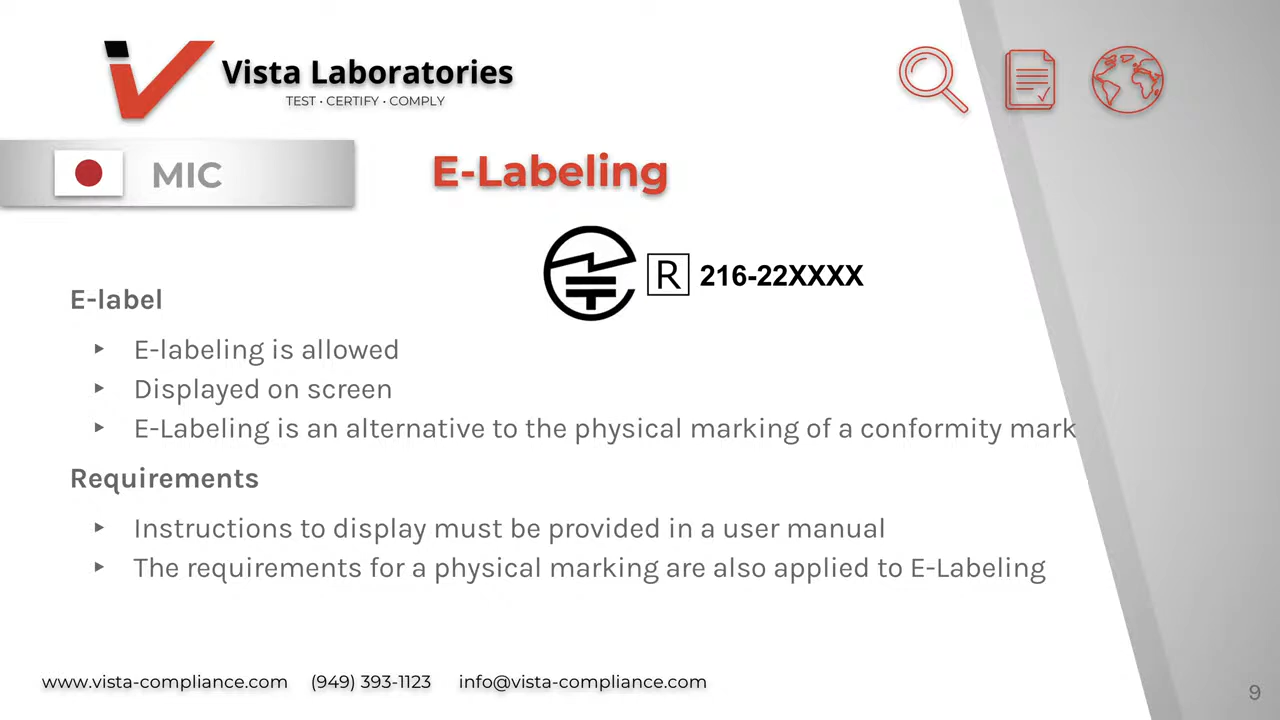 Vista Laboratories
TEST · CERTIFY · COMPLY
MIC
E-Labeling
R 216-22XXXX
E-label
‣ E-labeling is allowed
‣ Displayed on screen
‣ E-Labeling is an alternative to the physical marking of a conformity mark
Requirements
‣ Instructions to display must be provided in a user manual
‣ The requirements for a physical marking are also applied to E-Labeling
www.vista-compliance.com (949) 393-1123 info@vista-compliance.com
9